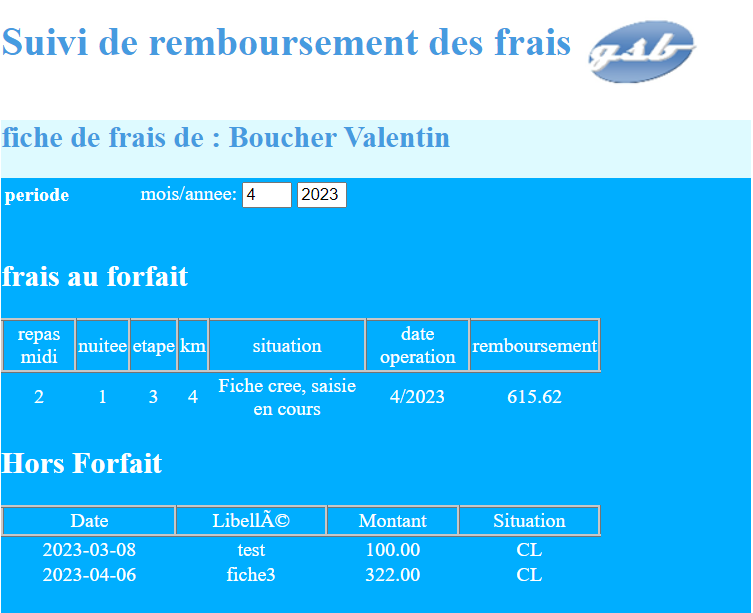 Suivi de remboursement des frais
gsb
fiche de frais de : Boucher Valentin
periode mois/annee: 4 2023
frais au forfait
repas midi nuitee etape km situation date operation remboursement
2 1 3 4 Fiche cree, saisie en cours 4/2023 615.62
Hors Forfait
Date LibellÃ© Montant Situation
2023-03-08 test 100.00 CL
2023-04-06 fiche3 322.00 CL